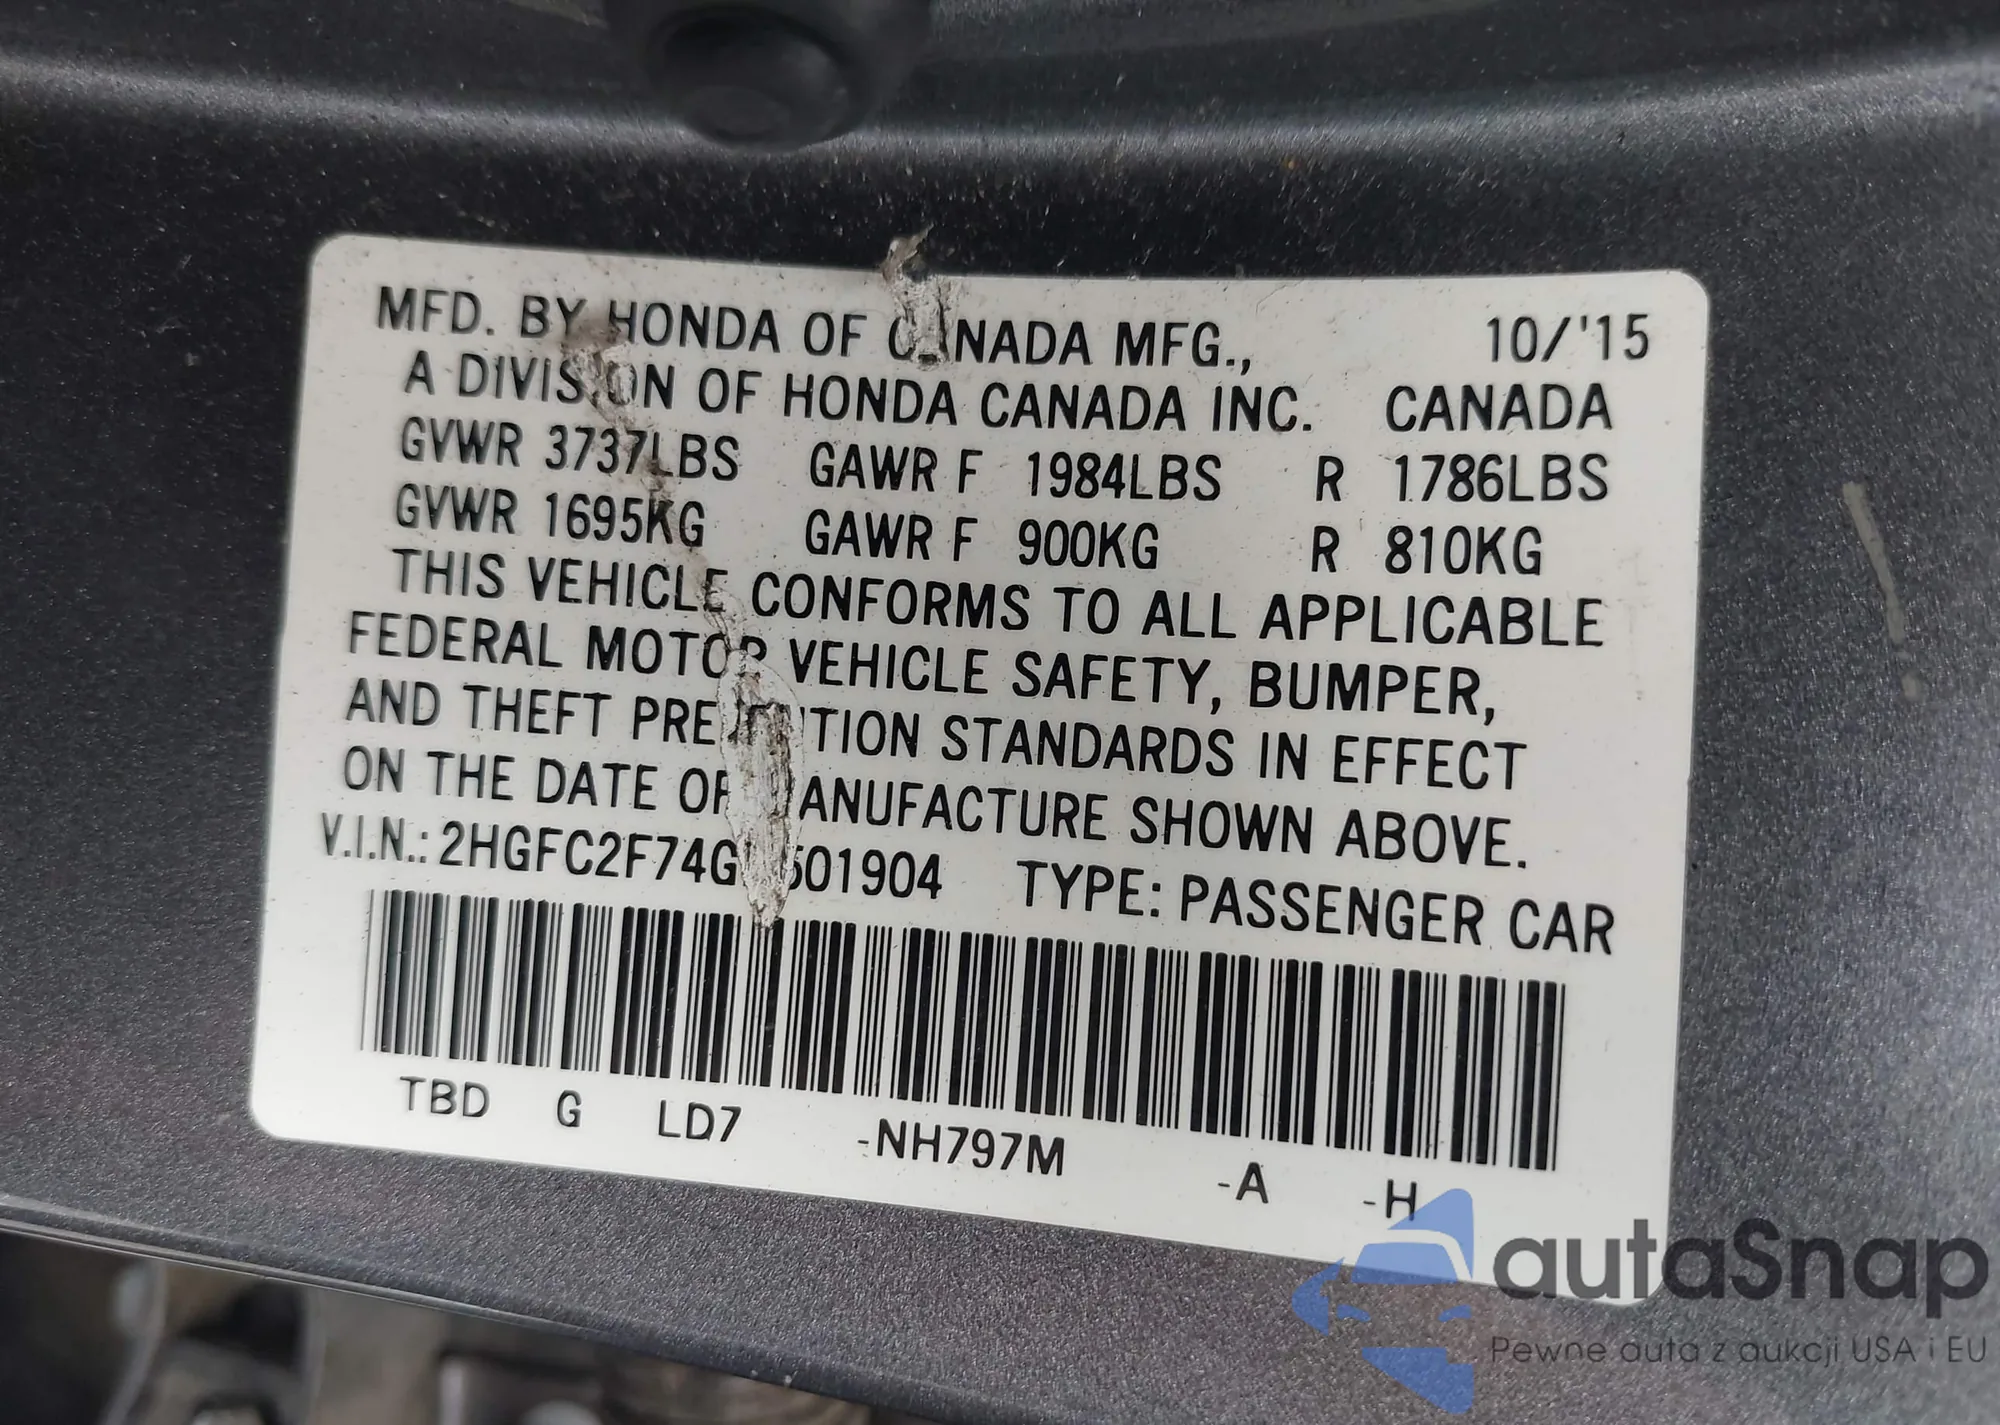 MFD. BY HONDA OF CANADA MFG., 10/'15
A DIVISION OF HONDA CANADA INC. CANADA
GVWR 3737LBS GAWR F 1984LBS R 1786LBS
GVWR 1695KG GAWR F 900KG R 810KG
THIS VEHICLE CONFORMS TO ALL APPLICABLE
FEDERAL MOTOR VEHICLE SAFETY, BUMPER,
AND THEFT PREVENTION STANDARDS IN EFFECT
ON THE DATE OF MANUFACTURE SHOWN ABOVE.
V.I.N.: TYPE: PASSENGER CAR
TBD G LD7 -NH797M -A -H
autaSnap
Pewne auta z aukcji USA i EU